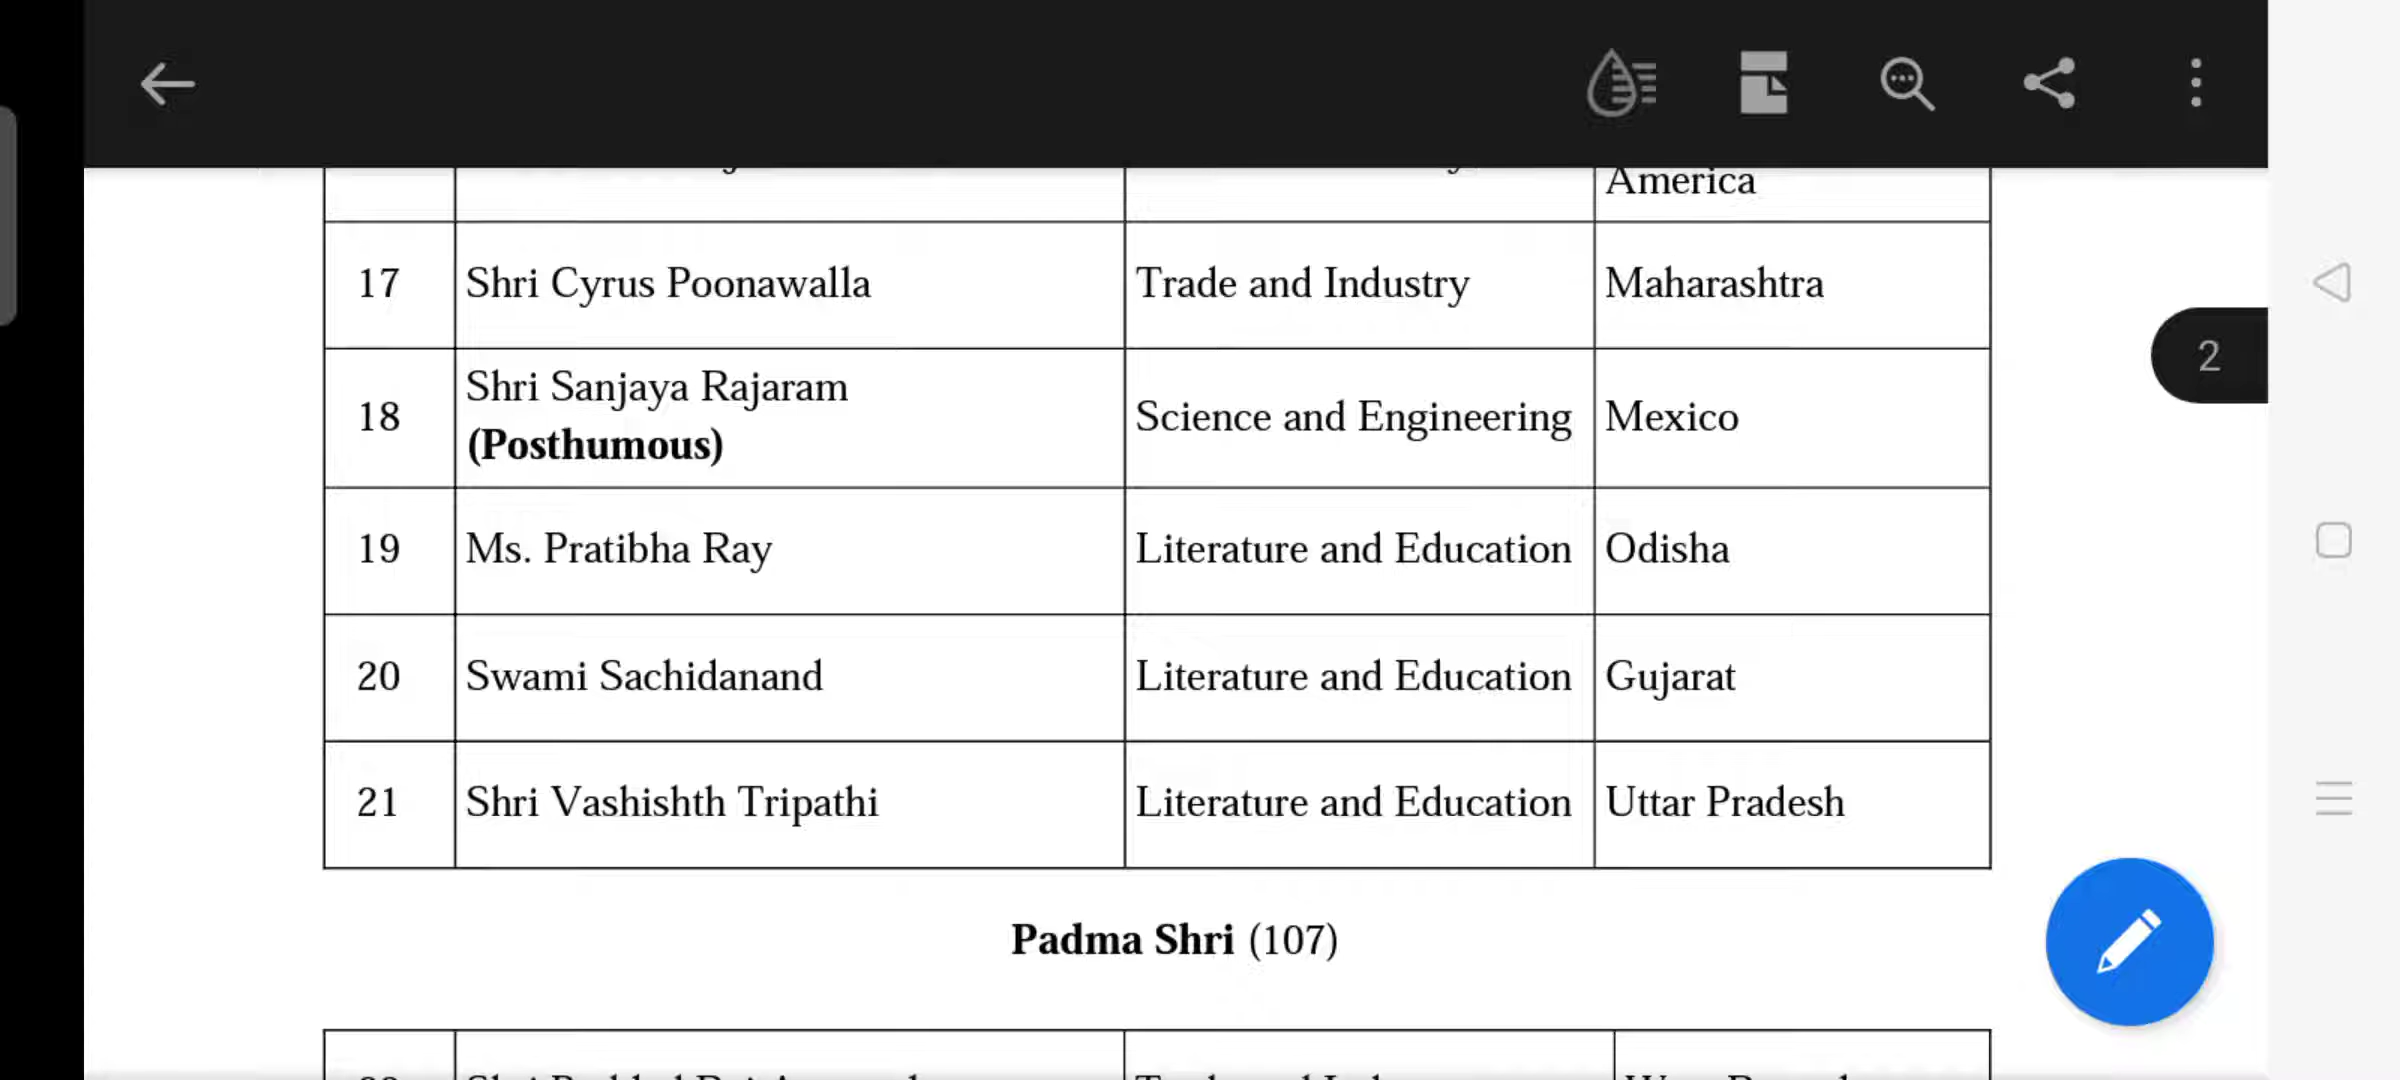 America
17 Shri Cyrus Poonawalla Trade and Industry Maharashtra
18 Shri Sanjaya Rajaram (Posthumous) Science and Engineering Mexico
19 Ms. Pratibha Ray Literature and Education Odisha
20 Swami Sachidanand Literature and Education Gujarat
21 Shri Vashishth Tripathi Literature and Education Uttar Pradesh
Padma Shri (107)
2